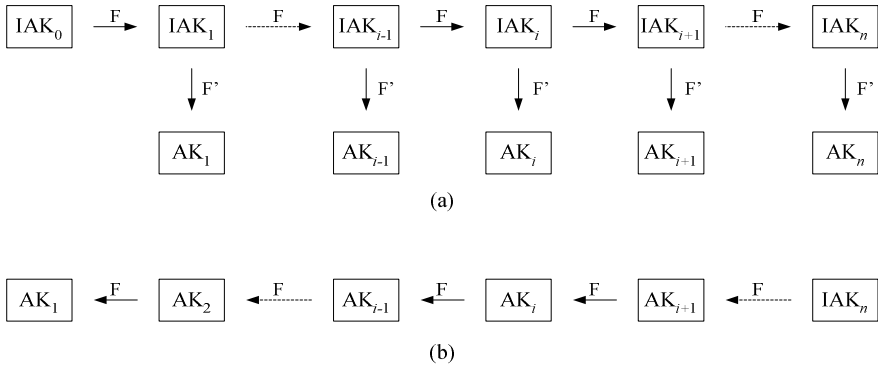 F F F F F
IAK₀ IAK₁ IAKᵢ₋₁ IAKᵢ IAKᵢ₊₁ IAKₙ
F’ F’ F’ F’ F’
AK₁ AKᵢ₋₁ AKᵢ AKᵢ₊₁ AKₙ
(a)
F F F F F
AK₁ AK₂ AKᵢ₋₁ AKᵢ AKᵢ₊₁ IAKₙ
(b)